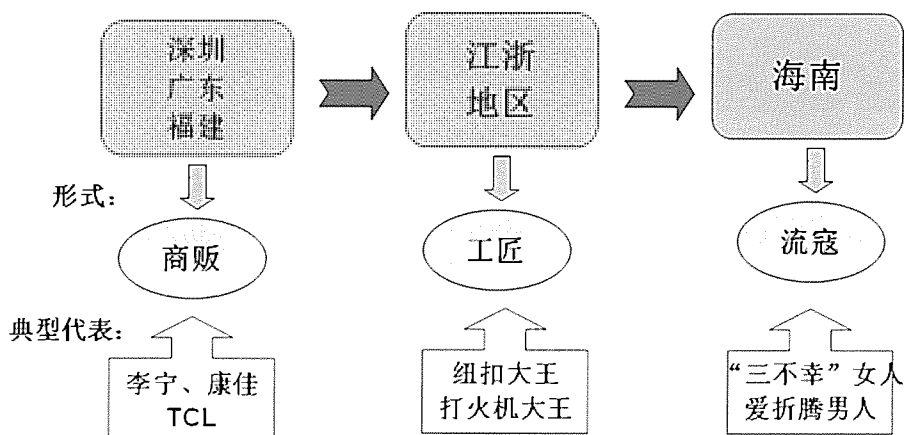 深圳
广东
福建
江浙
地区
海南
形式：
商贩
工匠
流寇
典型代表：
李宁、康佳
TCL
纽扣大王
打火机大王
“三不幸”女人
爱折腾男人